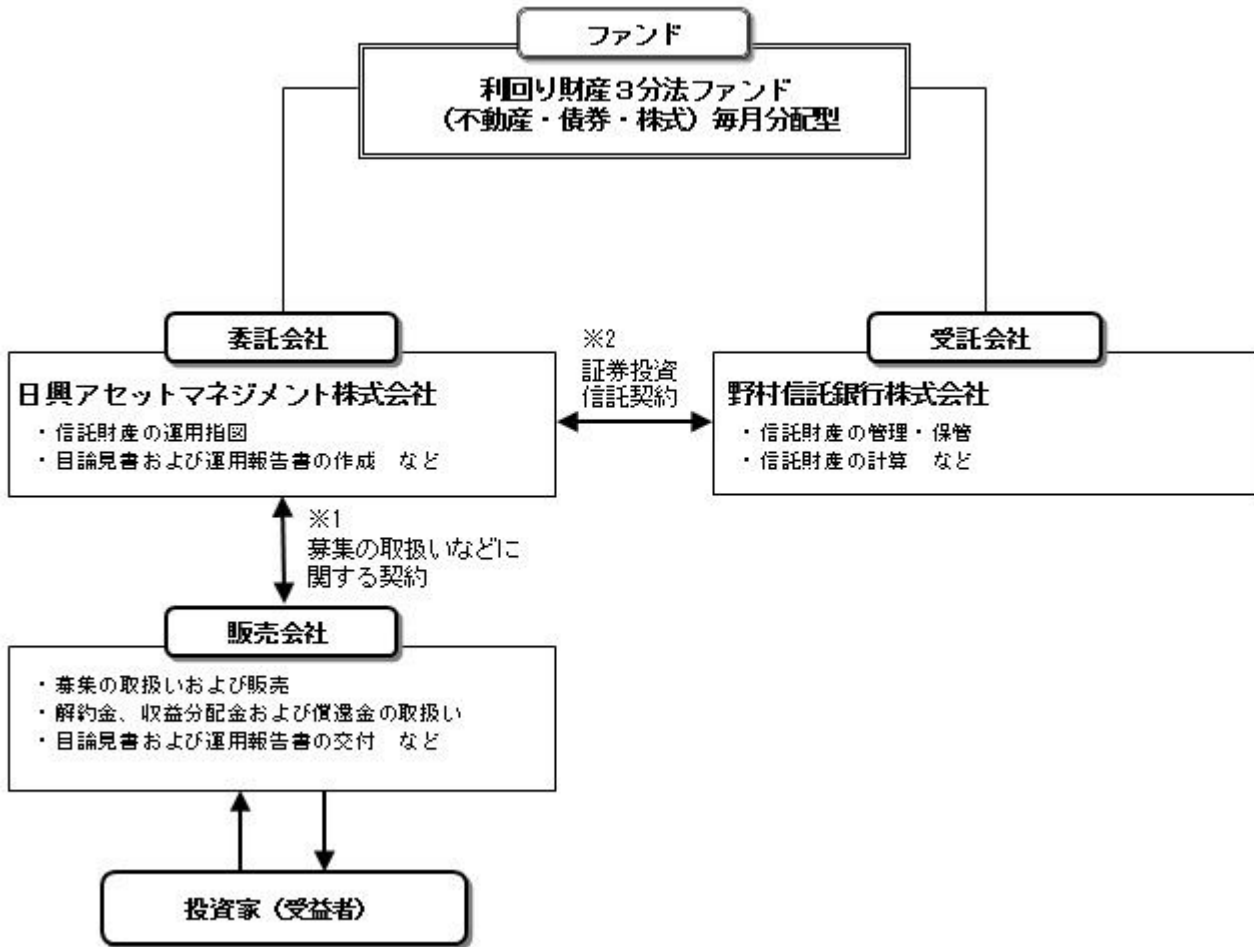 ファンド
利回り財産3分法ファンド
（不動産・債券・株式）毎月分配型
委託会社
日興アセットマネジメント株式会社
・信託財産の運用指図
・目論見書および運用報告書の作成　など
※2
証券投資
信託契約
受託会社
野村信託銀行株式会社
・信託財産の管理・保管
・信託財産の計算　など
※1
募集の取扱いなどに
関する契約
販売会社
・募集の取扱いおよび販売
・解約金、収益分配金および償還金の取扱い
・目論見書および運用報告書の交付　など
投資家（受益者）